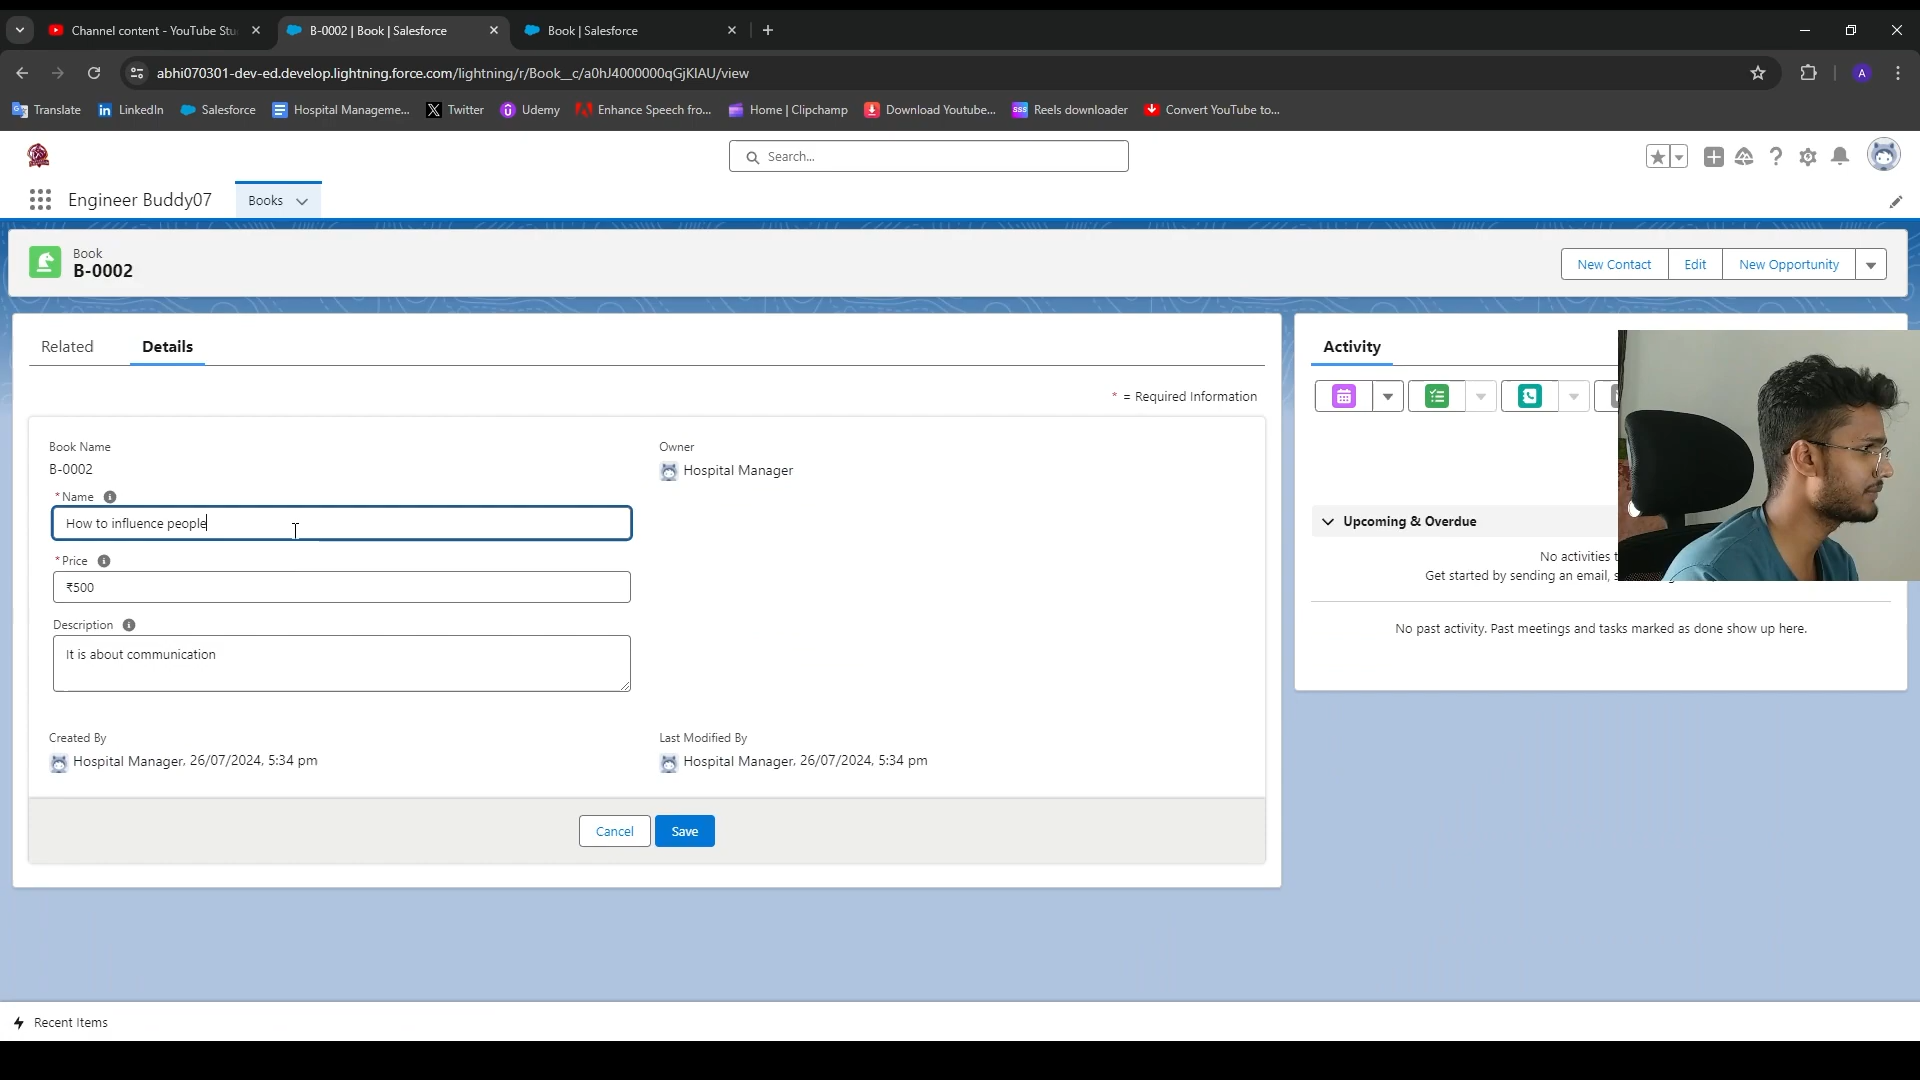 Channel content - YouTube Stu
B-0002 | Book | Salesforce
Book | Salesforce
abhi070301-dev-ed.develop.lightning.force.com/lightning/r/Book__c/a0hJ4000000qGjKIAU/view
A
Translate
LinkedIn
Salesforce
Hospital Manageme...
Twitter
Udemy
Enhance Speech fro...
Home | Clipchamp
Download Youtube...
Reels downloader
Convert YouTube to...
Search...
Engineer Buddy07
Books
Book
B-0002
New Contact
Edit
New Opportunity
Related
Details
Activity
* = Required Information
Book Name
B-0002
Owner
Hospital Manager
*Name
How to influence people
*Price
₹500
Description
It is about communication
Created By
Hospital Manager, 26/07/2024, 5:34 pm
Last Modified By
Hospital Manager, 26/07/2024, 5:34 pm
Cancel
Save
Upcoming & Overdue
No activities t
Get started by sending an email, s
No past activity. Past meetings and tasks marked as done show up here.
Recent Items